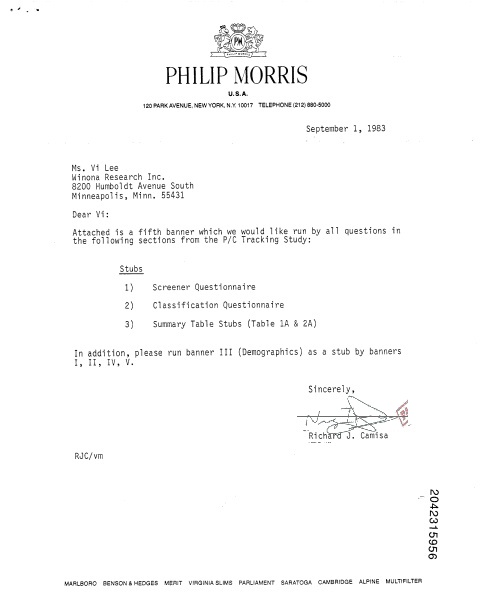 PHILIP MORRIS
U.S.A.
120 PARK AVENUE, NEW YORK, N.Y. 10017 TELEPHONE (212) 880-5000
September 1, 1983
Ms. Vi Lee
Winona Research Inc.
8200 Humboldt Avenue South
Minneapolis, Minn. 55431
Dear Vi:
Attached is a fifth banner which we would like run by all questions in
the following sections from the P/C Tracking Study:
Stubs
1) Screener Questionnaire
2) Classification Questionnaire
3) Summary Table Stubs (Table 1A & 2A)
In addition, please run banner III (Demographics) as a stub by banners
I, II, IV, V.
Sincerely,
Richard J. Camisa
RJC/vm
2042315956
MARLBORO BENSON & HEDGES MERIT VIRGINIA SLIMS PARLIAMENT SARATOGA CAMBRIDGE ALPINE MULTIFILTER